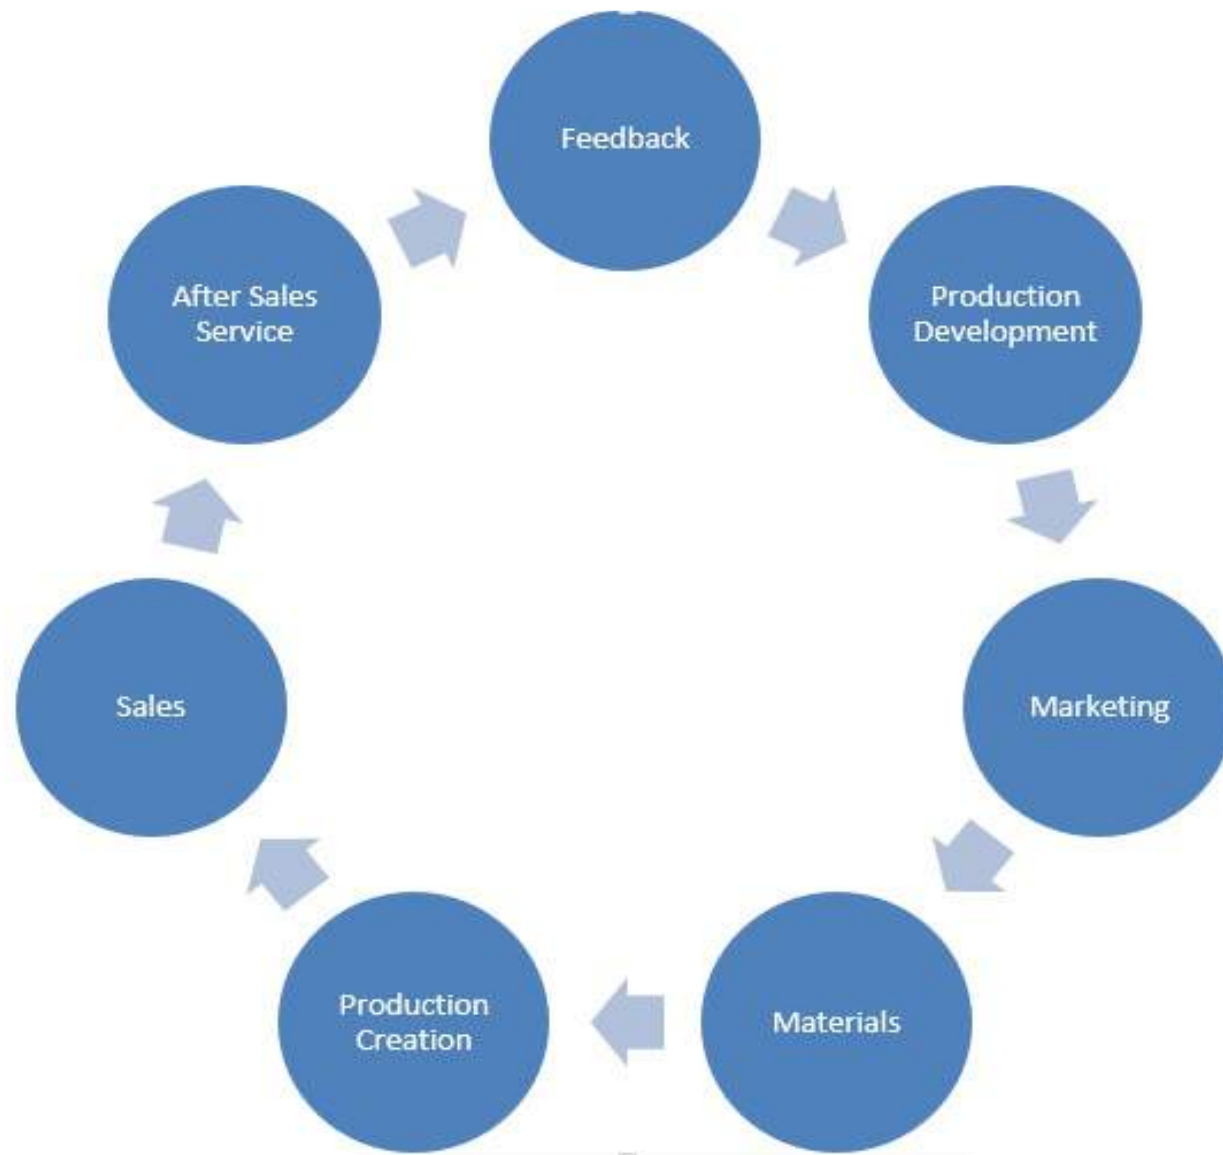 Feedback
Production
Development
Marketing
Materials
Production
Creation
Sales
After Sales
Service